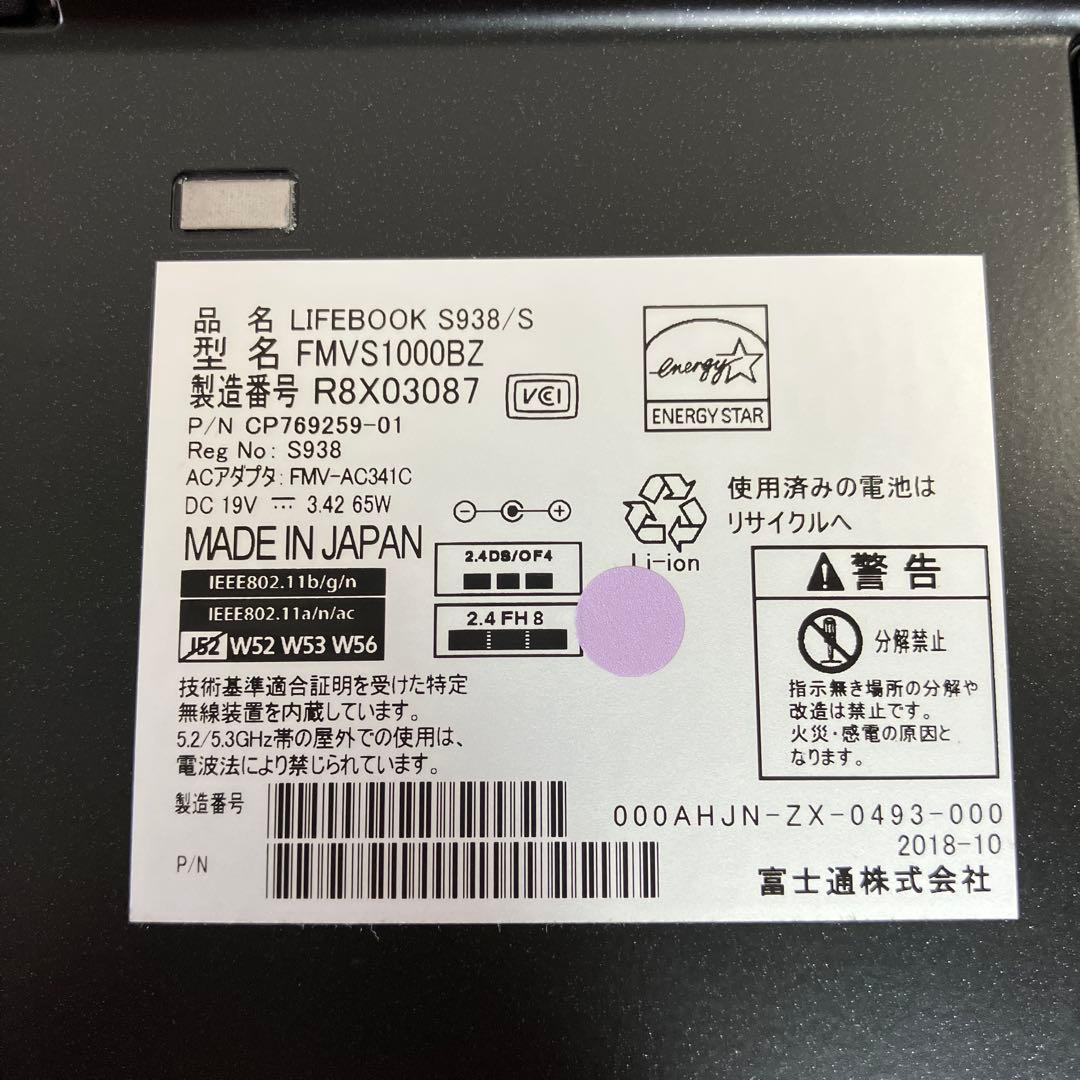 品 名 LIFEBOOK S938/S
型 名 FMVS1000BZ
製造番号 R8X03087
VCI
energy
ENERGY STAR
P/N CP769259-01
Reg No: S938
ACアダプタ: FMV-AC341C
DC 19V ⎓ 3.42 65W
MADE IN JAPAN
使用済みの電池は
リサイクルへ
Li-ion
2.4DS/OF4
2.4 FH 8
IEEE802.11b/g/n
IEEE802.11a/n/ac
J52 W52 W53 W56
警告
分解禁止
指示無き場所の分解や
改造は禁止です。
火災・感電の原因と
なります。
技術基準適合証明を受けた特定
無線装置を内蔵しています。
5.2/5.3GHz帯の屋外での使用は、
電波法により禁じられています。
製造番号
P/N
000AHJN-ZX-0493-000
2018-10
富士通株式会社